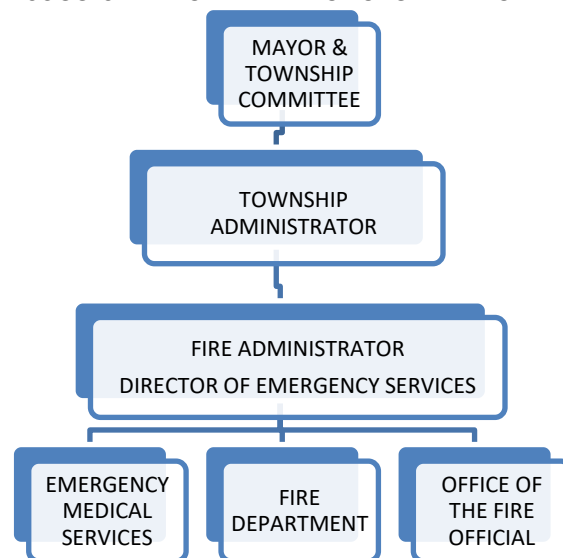 MAYOR &
TOWNSHIP
COMMITTEE
TOWNSHIP
ADMINISTRATOR
FIRE ADMINISTRATOR
DIRECTOR OF EMERGENCY SERVICES
EMERGENCY
MEDICAL
SERVICES
FIRE
DEPARTMENT
OFFICE OF
THE FIRE
OFFICIAL